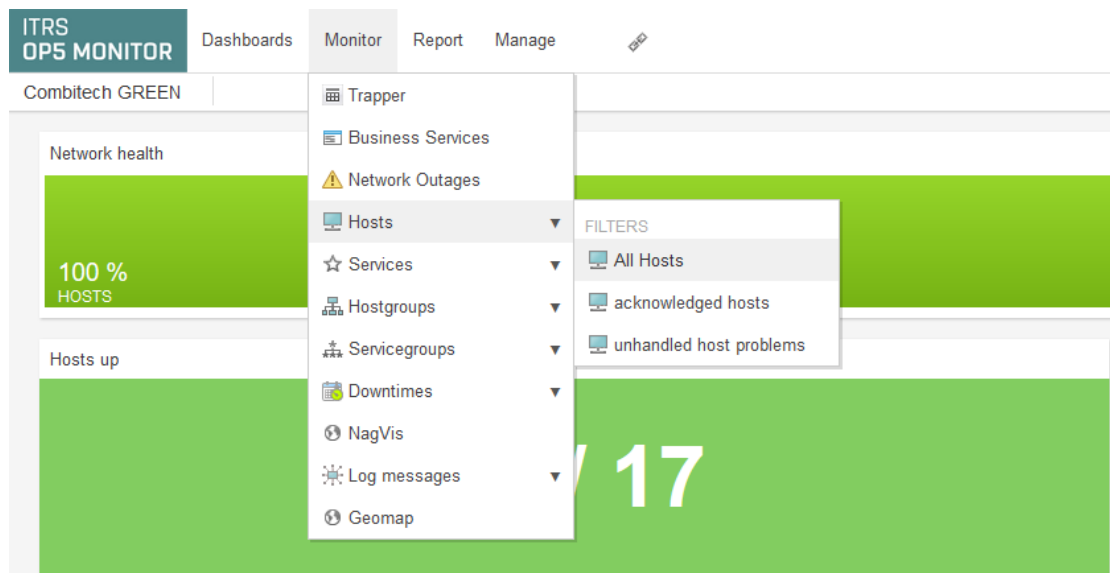 ITRS
OP5 MONITOR
Dashboards
Monitor
Report
Manage
Combitech GREEN
Trapper
Business Services
Network Outages
Hosts
Services
Hostgroups
Servicegroups
Downtimes
NagVis
Log messages
Geomap
FILTERS
All Hosts
acknowledged hosts
unhandled host problems
Network health
100 %
HOSTS
Hosts up
/ 17